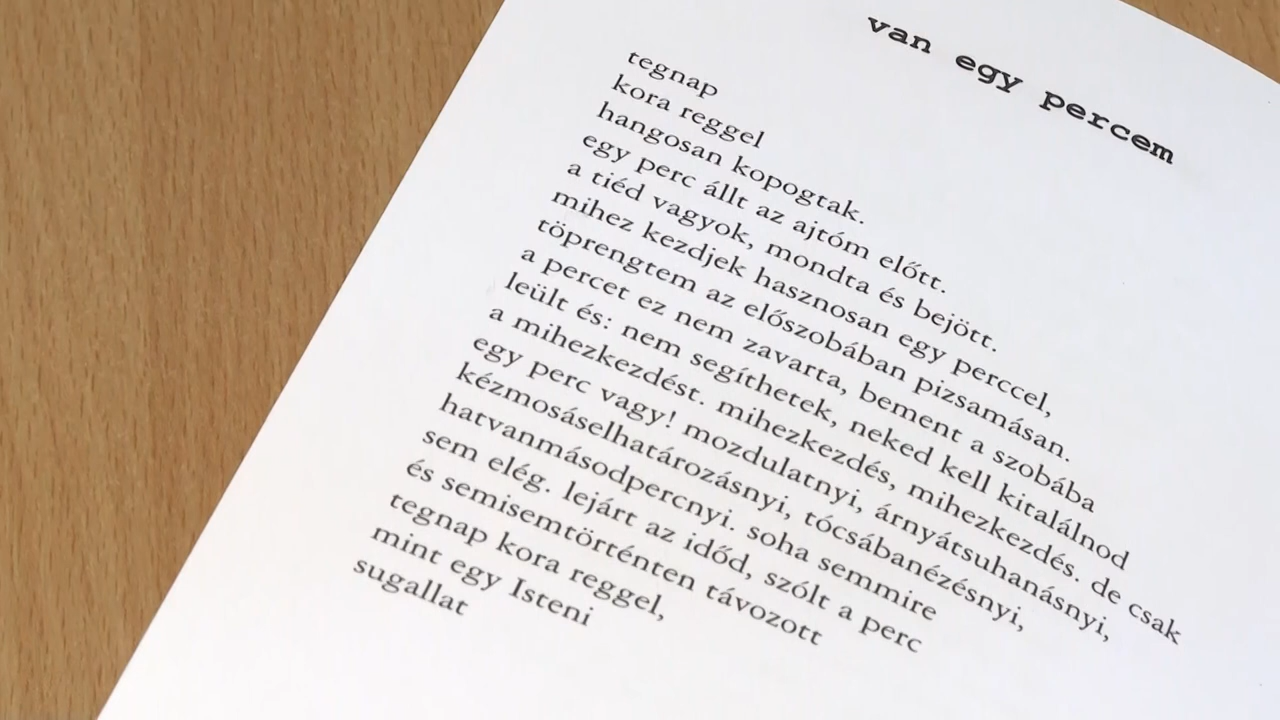 van egy percem
tegnap
kora reggel
hangosan kopogtak.
egy perc állt az ajtóm előtt.
a tiéd vagyok, mondta és bejött.
mihez kezdjek hasznosan egy perccel,
töprengtem az előszobában pizsamásan.
a percet ez nem zavarta, bement a szobába
leült és: nem segíthetek, neked kell kitalálnod
a mihezkezdést. mihezkezdés, mihezkezdés. de csak
egy perc vagy! mozdulatnyi, árnyátsuhanásnyi,
kézmosáselhatározásnyi, tócsábanézésnyi,
hatvanmásodpercnyi. soha semmire
sem elég. lejárt az időd, szólt a perc
és semisemtörténten távozott
tegnap kora reggel,
mint egy Isteni
sugallat